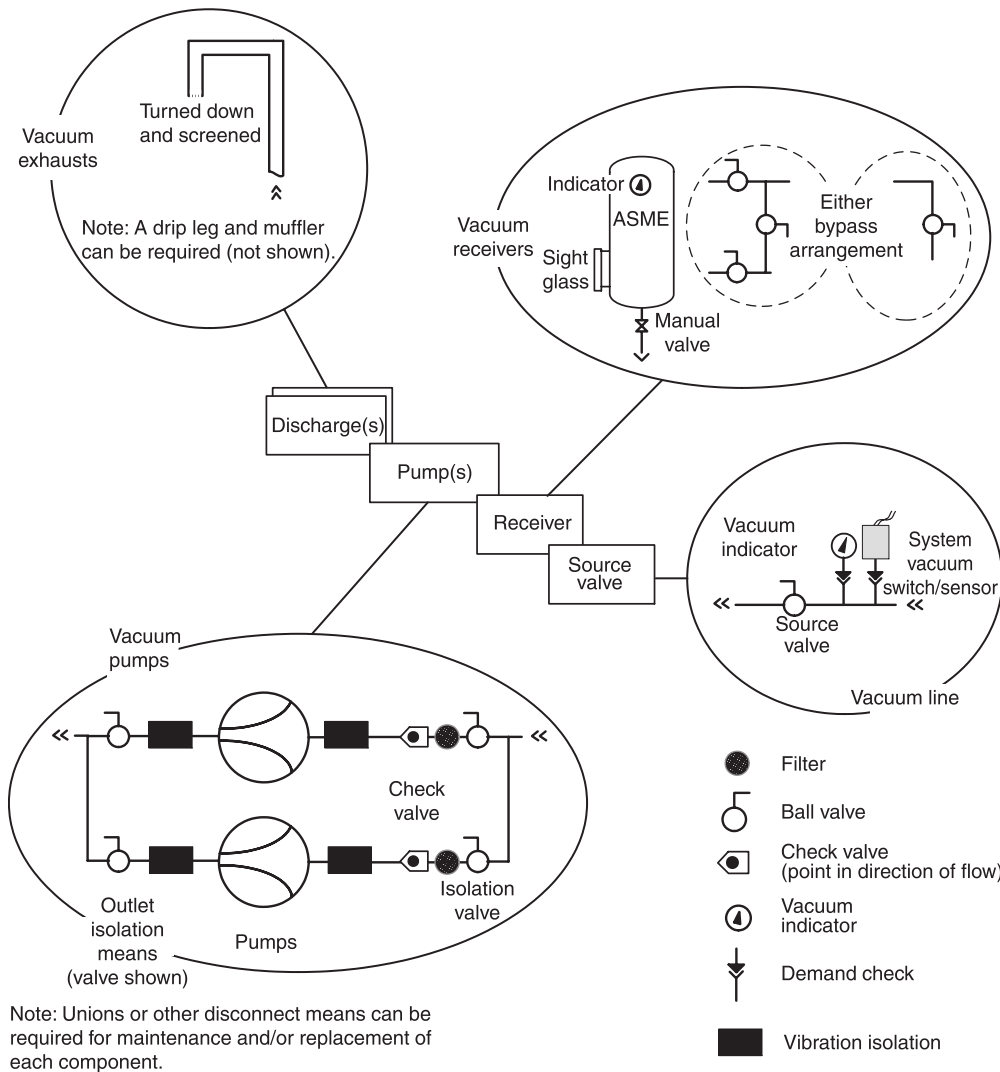 Turned down
and screened
Vacuum
exhausts
Note: A drip leg and muffler
can be required (not shown).
Indicator
ASME
Vacuum
receivers
Sight
glass
Manual
valve
Either
bypass
arrangement
Discharge(s)
Pump(s)
Receiver
Source
valve
Vacuum
indicator
System
vacuum
switch/sensor
Source
valve
Vacuum line
Vacuum
pumps
Check
valve
Isolation
valve
Outlet
isolation
means
(valve shown)
Pumps
Note: Unions or other disconnect means can be
required for maintenance and/or replacement of
each component.
Filter
Ball valve
Check valve
(point in direction of flow)
Vacuum
indicator
Demand check
Vibration isolation